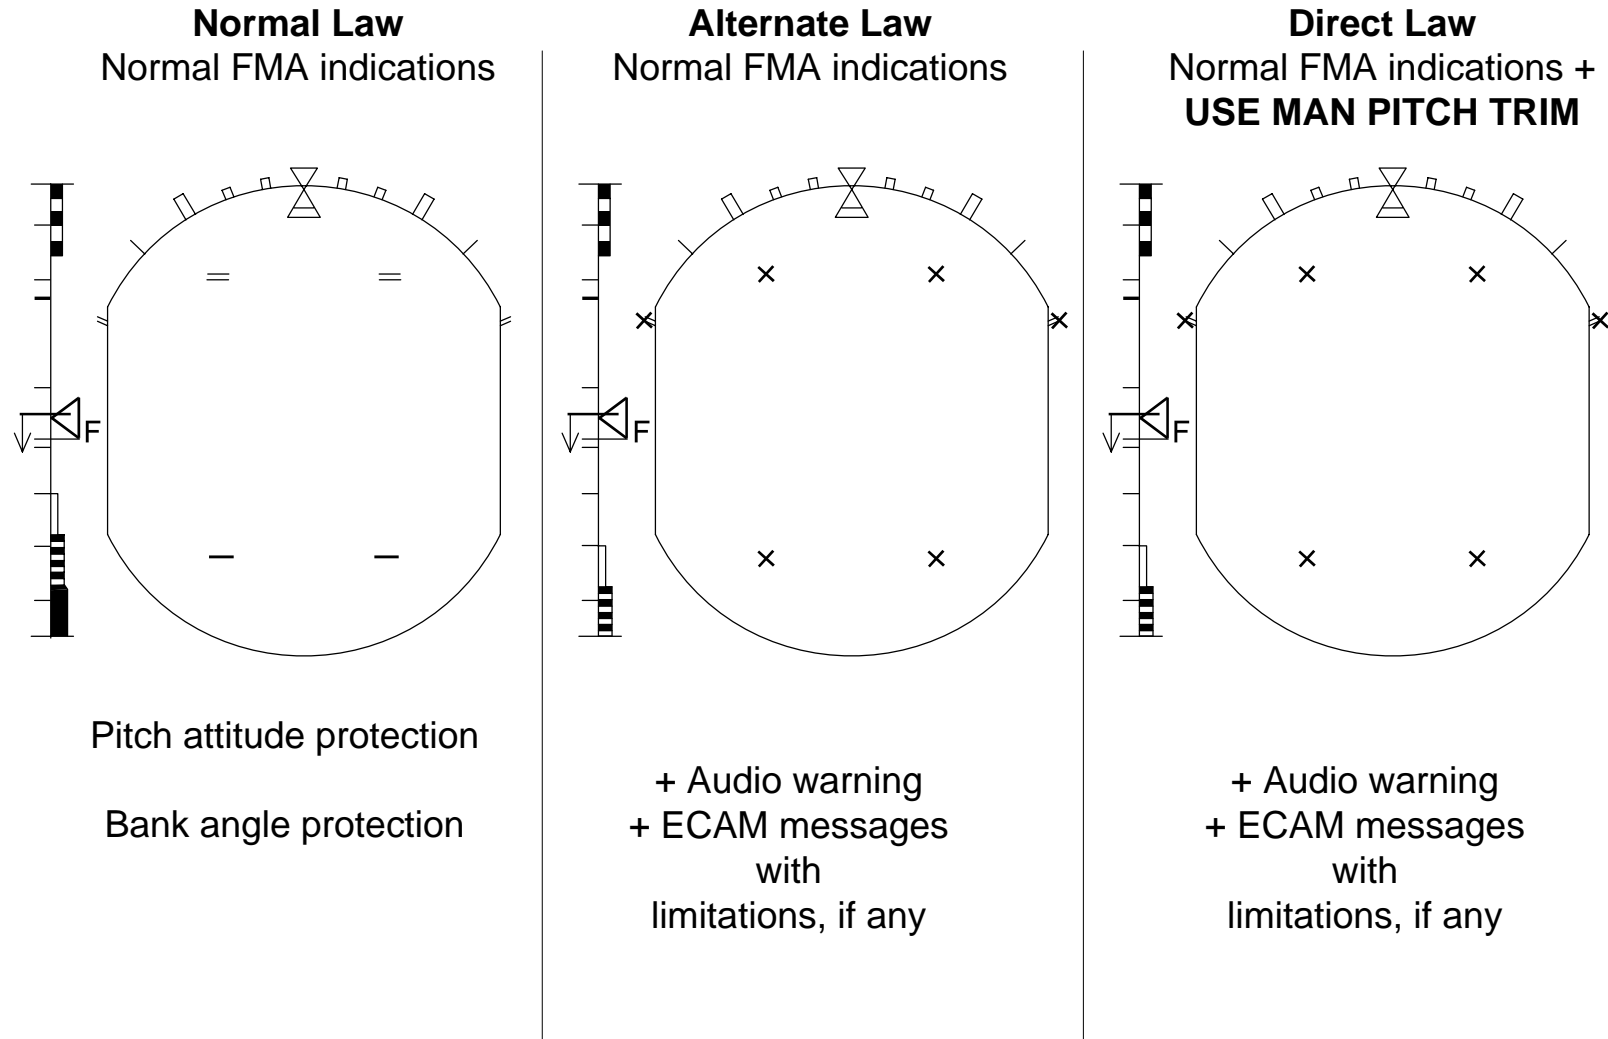 Normal Law
Normal FMA indications
F
Pitch attitude protection
Bank angle protection
Alternate Law
Normal FMA indications
F
+ Audio warning
+ ECAM messages
with
limitations, if any
Direct Law
Normal FMA indications +
USE MAN PITCH TRIM
F
+ Audio warning
+ ECAM messages
with
limitations, if any